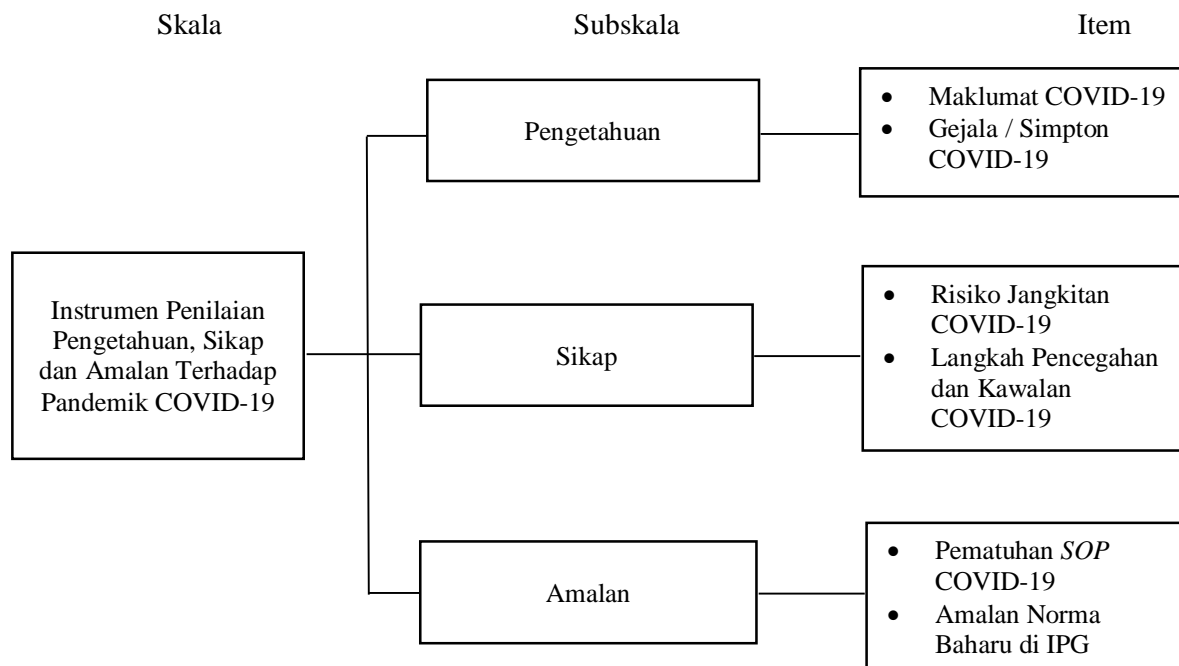 Skala
Subskala
Item
Pengetahuan
• Maklumat COVID-19
• Gejala / Simpton
COVID-19
Instrumen Penilaian
Pengetahuan, Sikap
dan Amalan Terhadap
Pandemik COVID-19
Sikap
• Risiko Jangkitan
COVID-19
• Langkah Pencegahan
dan Kawalan
COVID-19
Amalan
• Pematuhan SOP
COVID-19
• Amalan Norma
Baharu di IPG